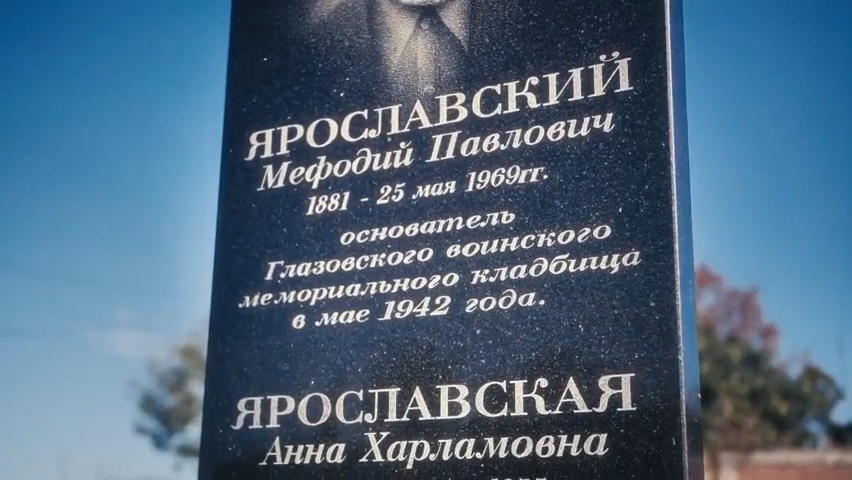 ЯРОСЛАВСКИЙ
Мефодий Павлович
1881 - 25 мая 1969гг.
основатель
Глазовского воинского
мемориального кладбища
в мае 1942 года.
ЯРОСЛАВСКАЯ
Анна Харламовна